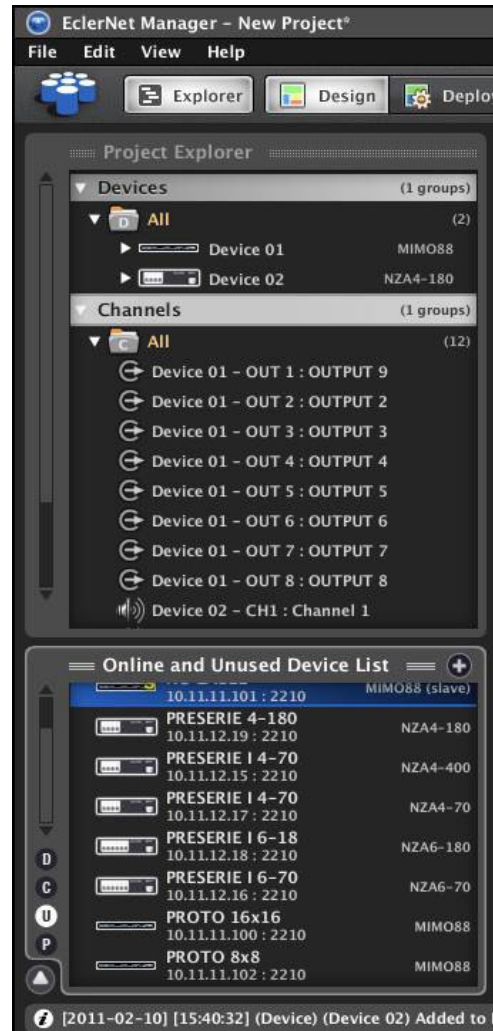 EclerNet Manager – New Project*
File Edit View Help
Explorer Design Deplo
Project Explorer
Devices (1 groups)
D All (2)
Device 01 MIMO88
Device 02 NZA4-180
Channels (1 groups)
C All (12)
Device 01 – OUT 1 : OUTPUT 9
Device 01 – OUT 2 : OUTPUT 2
Device 01 – OUT 3 : OUTPUT 3
Device 01 – OUT 4 : OUTPUT 4
Device 01 – OUT 5 : OUTPUT 5
Device 01 – OUT 6 : OUTPUT 6
Device 01 – OUT 7 : OUTPUT 7
Device 01 – OUT 8 : OUTPUT 8
Device 02 – CH1 : Channel 1
Online and Unused Device List
10.11.11.101 : 2210 MIMO88 (slave)
PRESERIE 4-180
10.11.12.19 : 2210 NZA4-180
PRESERIE I 4-70
10.11.12.15 : 2210 NZA4-400
PRESERIE I 4-70
10.11.12.17 : 2210 NZA4-70
PRESERIE I 6-18
10.11.12.18 : 2210 NZA6-180
PRESERIE I 6-70
10.11.12.16 : 2210 NZA6-70
PROTO 16x16
10.11.11.100 : 2210 MIMO88
PROTO 8x8
10.11.11.102 : 2210 MIMO88
D
C
U
P
[2011-02-10] [15:40:32] (Device) (Device 02) Added to